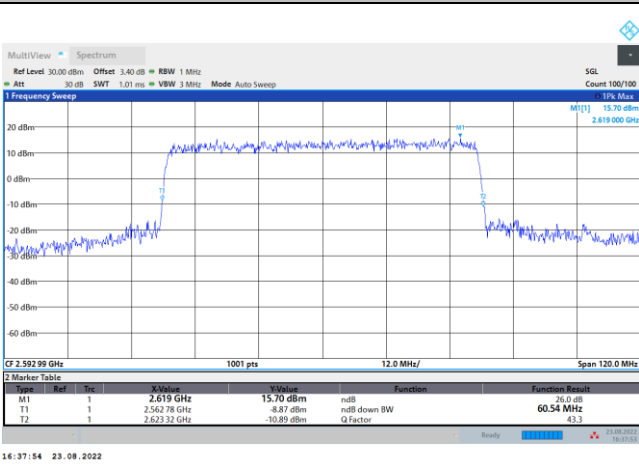 MultiView Spectrum
Ref Level 30.00 dBm Offset 3.40 dB RBW 1 MHz SGL
Att 30 dB SWT 1.01 ms VBW 3 MHz Mode Auto Sweep Count 100/100
1 Frequency Sweep 1Pk Max
M1[1] 15.70 dBm
2.619 000 GHz
20 dBm
M1
10 dBm
0 dBm
T1
T2
-10 dBm
-20 dBm
-30 dBm
-40 dBm
-50 dBm
-60 dBm
CF 2.592 99 GHz 1001 pts 12.0 MHz/ Span 120.0 MHz
2 Marker Table
Type Ref Trc X-Value Y-Value Function Function Result
M1 1 2.619 GHz 15.70 dBm ndB 26.0 dB
T1 1 2.562 78 GHz -8.87 dBm ndB down BW 60.54 MHz
T2 1 2.623 32 GHz -10.89 dBm Q Factor 43.3
Ready 23.08.2022
16:37:53
16:37:54 23.08.2022